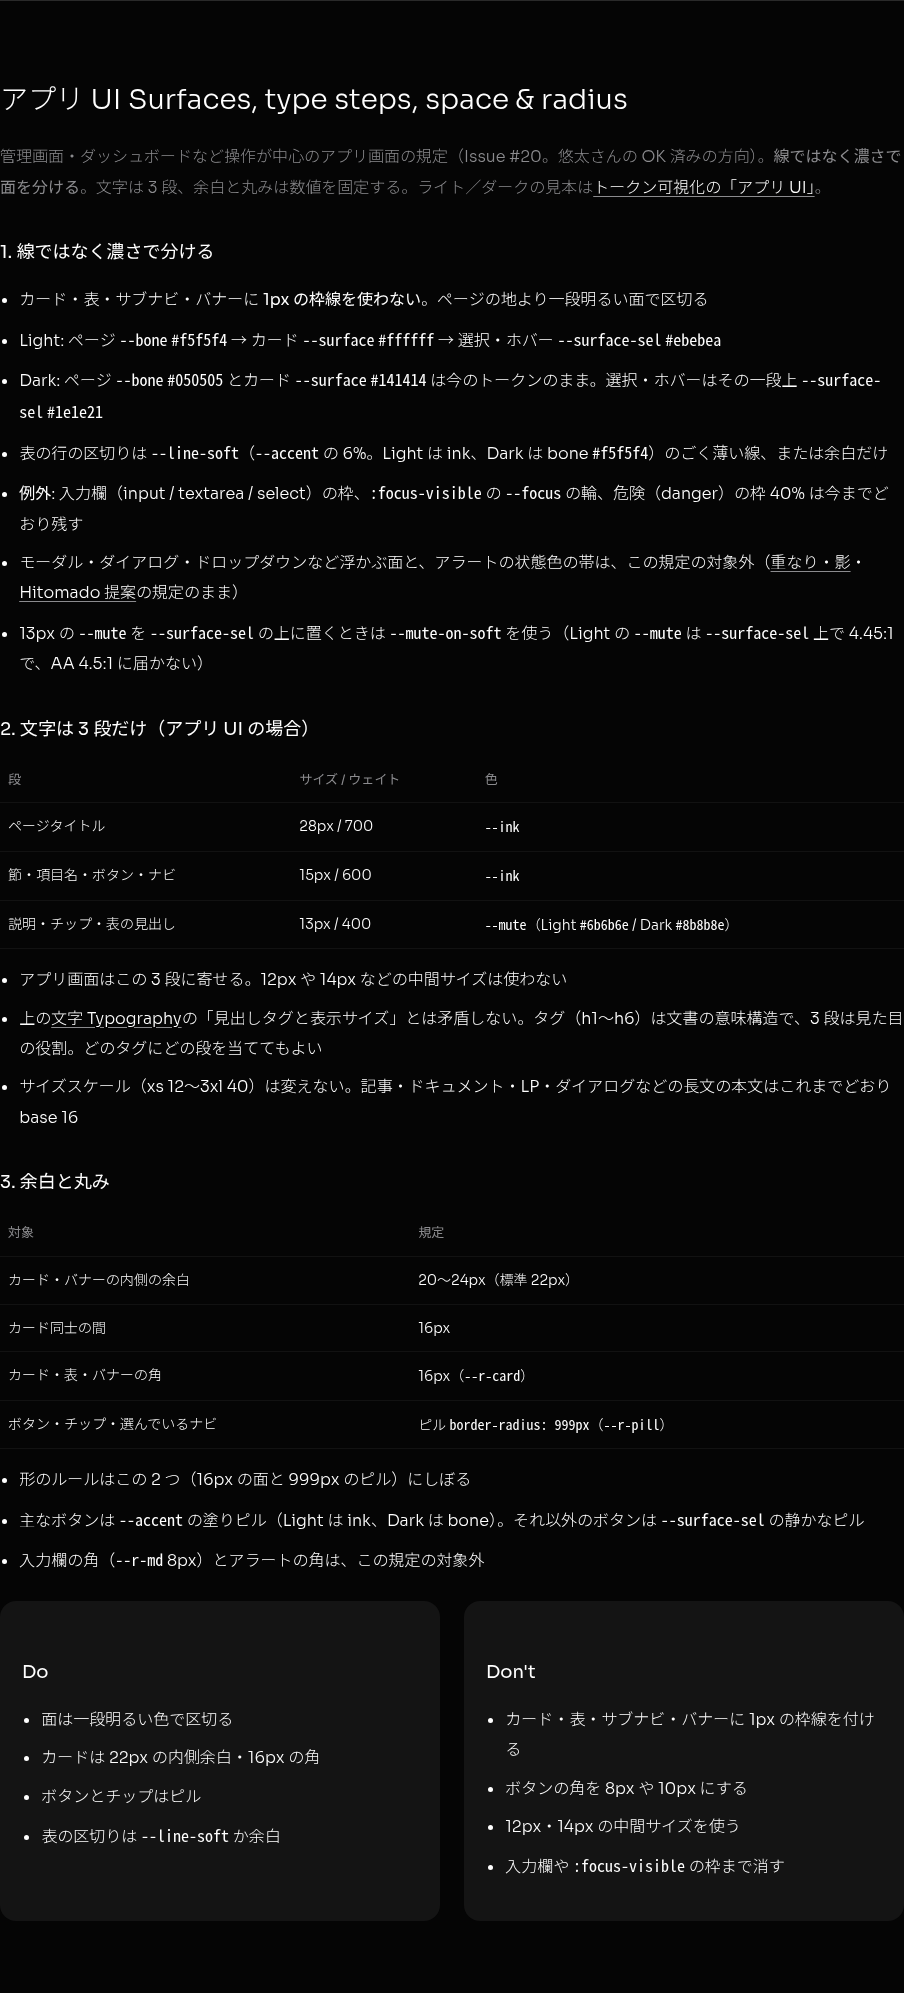 アプリ UI Surfaces, type steps, space & radius
管理画面・ダッシュボードなど操作が中心のアプリ画面の規定（Issue #20。悠太さんの OK 済みの方向）。線ではなく濃さで
面を分ける。文字は 3 段、余白と丸みは数値を固定する。ライト／ダークの見本はトークン可視化の「アプリ UI」。
1. 線ではなく濃さで分ける
• カード・表・サブナビ・バナーに 1px の枠線を使わない。ページの地より一段明るい面で区切る
• Light: ページ --bone #f5f5f4 → カード --surface #ffffff → 選択・ホバー --surface-sel #ebebea
• Dark: ページ --bone #050505 とカード --surface #141414 は今のトークンのまま。選択・ホバーはその一段上 --surface-
sel #1e1e21
• 表の行の区切りは --line-soft（--accent の 6%。Light は ink、Dark は bone #f5f5f4）のごく薄い線、または余白だけ
• 例外: 入力欄（input / textarea / select）の枠、:focus-visible の --focus の輪、危険（danger）の枠 40% は今までど
おり残す
• モーダル・ダイアログ・ドロップダウンなど浮かぶ面と、アラートの状態色の帯は、この規定の対象外（重なり・影・
Hitomado 提案の規定のまま）
• 13px の --mute を --surface-sel の上に置くときは --mute-on-soft を使う（Light の --mute は --surface-sel 上で 4.45:1
で、AA 4.5:1 に届かない）
2. 文字は 3 段だけ（アプリ UI の場合）
段 サイズ / ウェイト 色
ページタイトル 28px / 700 --ink
節・項目名・ボタン・ナビ 15px / 600 --ink
説明・チップ・表の見出し 13px / 400 --mute（Light #6b6b6e / Dark #8b8b8e）
• アプリ画面はこの 3 段に寄せる。12px や 14px などの中間サイズは使わない
• 上の文字 Typographyの「見出しタグと表示サイズ」とは矛盾しない。タグ（h1〜h6）は文書の意味構造で、3 段は見た目
の役割。どのタグにどの段を当ててもよい
• サイズスケール（xs 12〜3xl 40）は変えない。記事・ドキュメント・LP・ダイアログなどの長文の本文はこれまでどおり
base 16
3. 余白と丸み
対象 規定
カード・バナーの内側の余白 20〜24px（標準 22px）
カード同士の間 16px
カード・表・バナーの角 16px（--r-card）
ボタン・チップ・選んでいるナビ ピル border-radius: 999px（--r-pill）
• 形のルールはこの 2 つ（16px の面と 999px のピル）にしぼる
• 主なボタンは --accent の塗りピル（Light は ink、Dark は bone）。それ以外のボタンは --surface-sel の静かなピル
• 入力欄の角（--r-md 8px）とアラートの角は、この規定の対象外
Do
• 面は一段明るい色で区切る
• カードは 22px の内側余白・16px の角
• ボタンとチップはピル
• 表の区切りは --line-soft か余白
Don't
• カード・表・サブナビ・バナーに 1px の枠線を付け
る
• ボタンの角を 8px や 10px にする
• 12px・14px の中間サイズを使う
• 入力欄や :focus-visible の枠まで消す